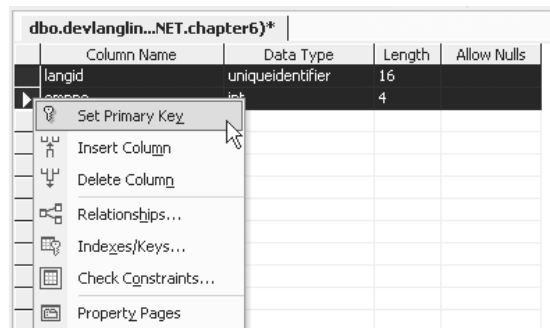 dbo.devlanglin...NET.chapter6)*
Column Name Data Type Length Allow Nulls
langid uniqueidentifier 16
int 4
Set Primary Key
Insert Column
Delete Column
Relationships...
Indexes/Keys...
Check Constraints...
Property Pages